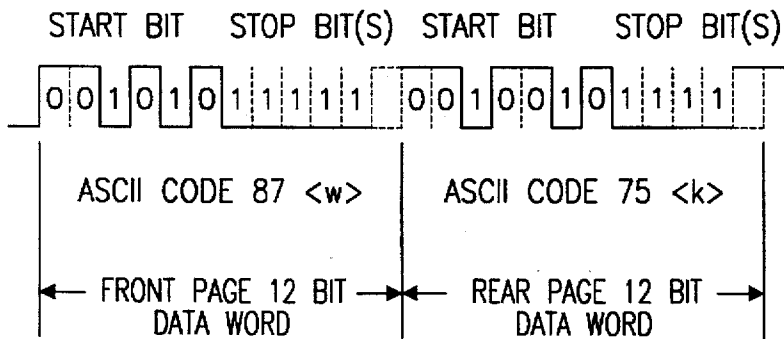 START BIT STOP BIT(S) START BIT STOP BIT(S)
0 0 1 0 1 0 1 1 1 1 1 0 0 1 0 0 1 0 1 1 1 1
ASCII CODE 87 <w> ASCII CODE 75 <k>
FRONT PAGE 12 BIT REAR PAGE 12 BIT
DATA WORD DATA WORD